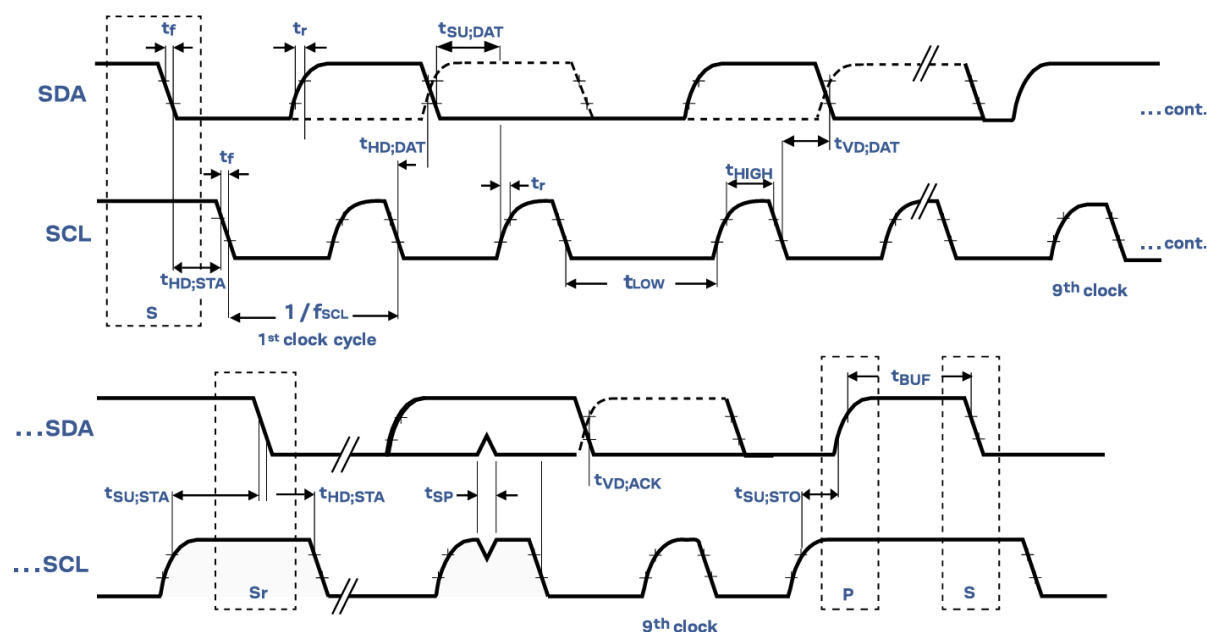 tf
tr
tSU;DAT
SDA
...cont.
tHD;DAT
tVD;DAT
tf
tr
tHIGH
SCL
...cont.
tHD;STA
tLOW
S
1 / fSCL
9th clock
1st clock cycle
tBUF
...SDA
tSU;STA
tHD;STA
tSP
tVD;ACK
tSU;STO
...SCL
Sr
P
S
9th clock